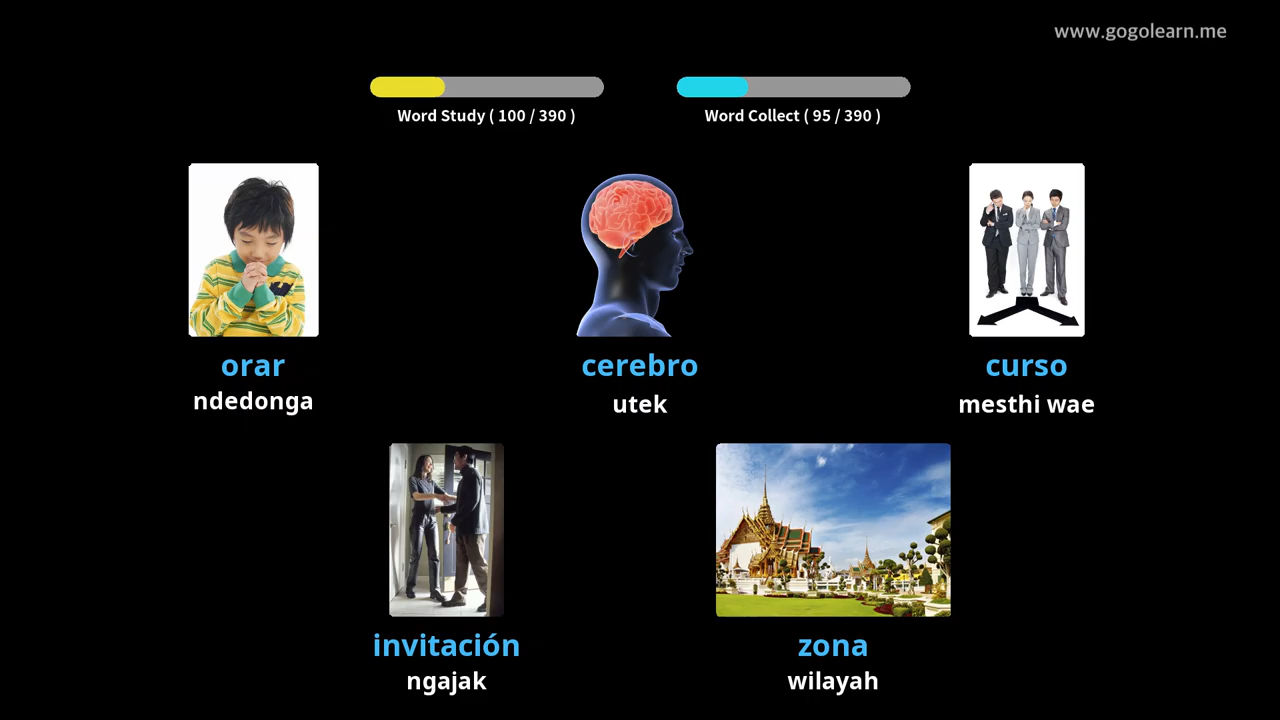 www.gogolearn.me
Word Study ( 100 / 390 )
Word Collect ( 95 / 390 )
orar
ndedonga
cerebro
utek
curso
mesthi wae
invitación
ngajak
zona
wilayah